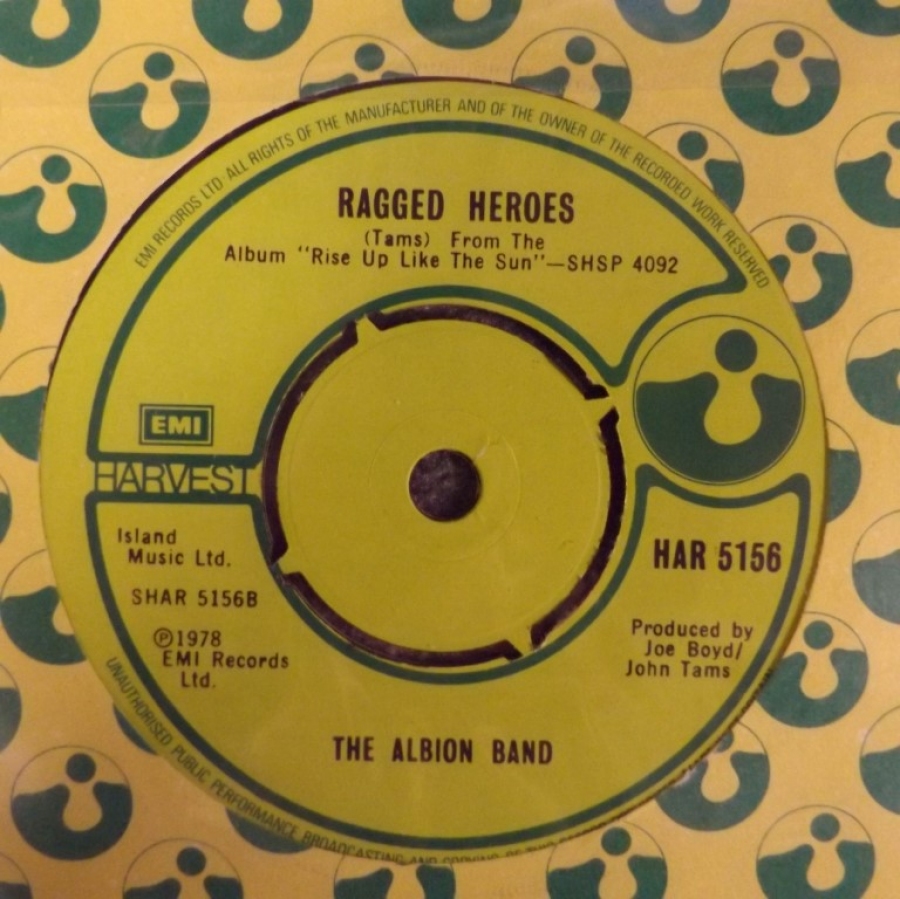 EMI RECORDS LTD ALL RIGHTS OF THE MANUFACTURER AND OF THE OWNER OF THE RECORDED WORK RESERVED
RAGGED HEROES
(Tams) From The
Album "Rise Up Like The Sun"—SHSP 4092
EMI
HARVEST
Island
Music Ltd.
SHAR 5156B
℗1978
EMI Records
Ltd.
HAR 5156
Produced by
Joe Boyd/
John Tams
THE ALBION BAND
UNAUTHORISED PUBLIC PERFORMANCE BROADCASTING AND COPYING OF THIS